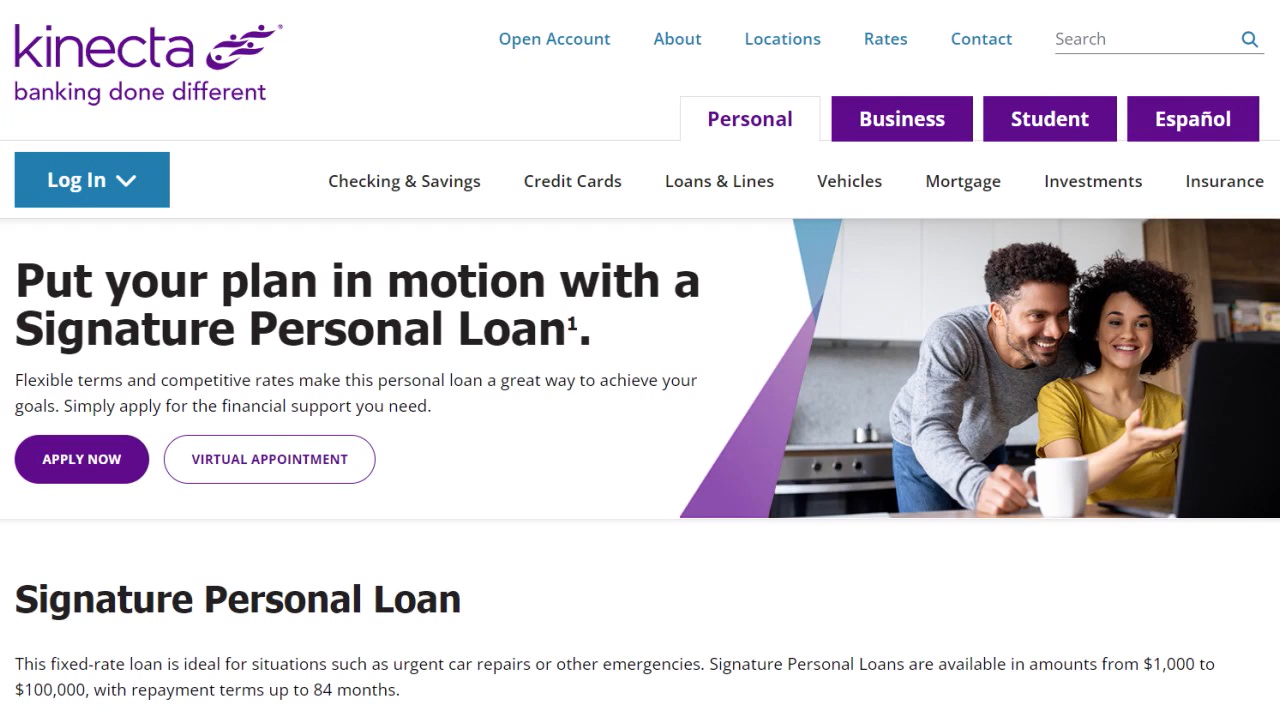 kinecta
banking done different
Open Account About Locations Rates Contact Search
Personal Business Student Español
Log In
Checking & Savings Credit Cards Loans & Lines Vehicles Mortgage Investments Insurance
Put your plan in motion with a
Signature Personal Loan¹.
Flexible terms and competitive rates make this personal loan a great way to achieve your
goals. Simply apply for the financial support you need.
APPLY NOW VIRTUAL APPOINTMENT
Signature Personal Loan
This fixed-rate loan is ideal for situations such as urgent car repairs or other emergencies. Signature Personal Loans are available in amounts from $1,000 to
$100,000, with repayment terms up to 84 months.